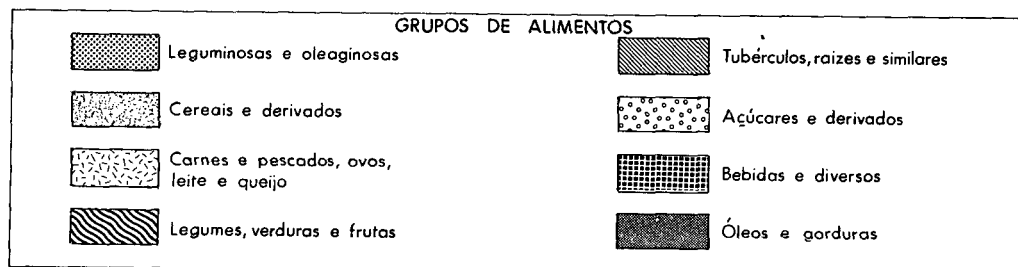 GRUPOS DE ALIMENTOS
Leguminosas e oleaginosas
Cereais e derivados
Carnes e pescados, ovos,
leite e queijo
Legumes, verduras e frutas
Tubérculos, raizes e similares
Açúcares e derivados
Bebidas e diversos
Óleos e gorduras